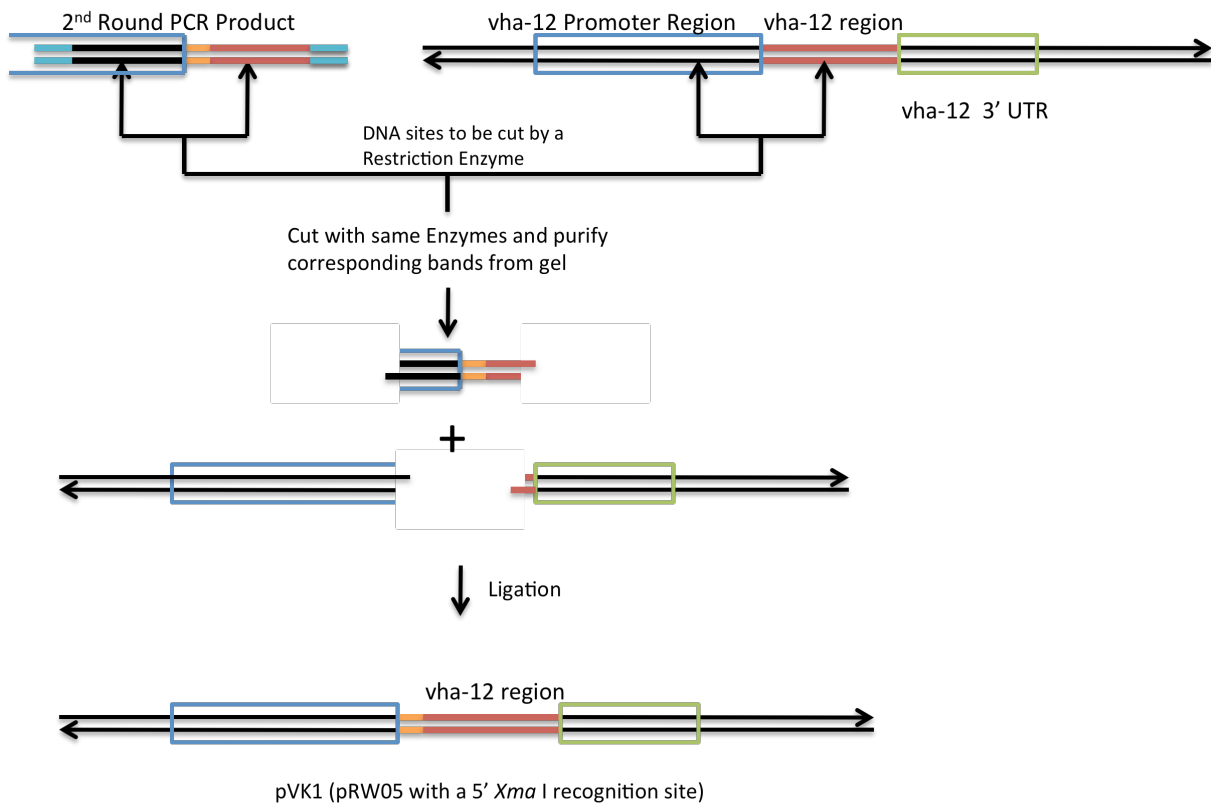 2nd Round PCR Product
vha-12 Promoter Region
vha-12 region
vha-12 3’ UTR
DNA sites to be cut by a
Restriction Enzyme
Cut with same Enzymes and purify
corresponding bands from gel
+
Ligation
vha-12 region
pVK1 (pRW05 with a 5’ Xma I recognition site)